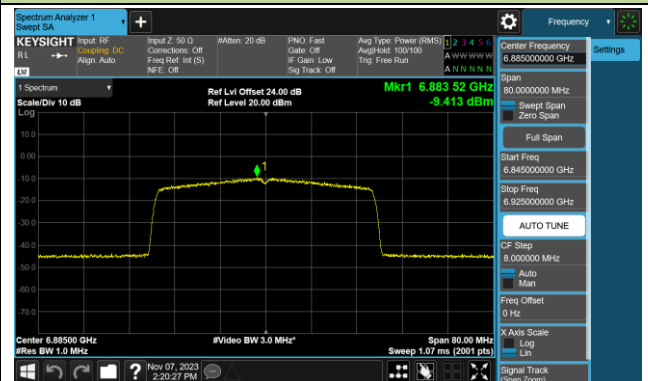 Spectrum Analyzer 1
Swept SA
Frequency
KEYSIGHT
Input: RF
Coupling: DC
Align: Auto
Input Z: 50 Ω
Corrections: Off
Freq Ref: Int (S)
NFE: Off
#Atten: 20 dB
PNO: Fast
Gate: Off
IF Gain: Low
Sig Track: Off
Avg Type: Power (RMS)
Avg|Hold: 100/100
Trig: Free Run
1 2 3 4 5 6
A W W W W W
A N N N N N
RL
LXI
1 Spectrum
Scale/Div 10 dB
Ref Lvl Offset 24.00 dB
Ref Level 20.00 dBm
Mkr1 6.883 52 GHz
-9.413 dBm
Log
10.0
0.00
-10.0
-20.0
-30.0
-40.0
-50.0
-60.0
-70.0
1
Center 6.88500 GHz
#Res BW 1.0 MHz
#Video BW 3.0 MHz*
Span 80.00 MHz
Sweep 1.07 ms (2001 pts)
Nov 07, 2023
2:20:27 PM
Center Frequency
6.885000000 GHz
Span
80.0000000 MHz
Swept Span
Zero Span
Full Span
Start Freq
6.845000000 GHz
Stop Freq
6.925000000 GHz
AUTO TUNE
CF Step
8.000000 MHz
Auto
Man
Freq Offset
0 Hz
X Axis Scale
Log
Lin
Signal Track
(Span Zoom)
Settings